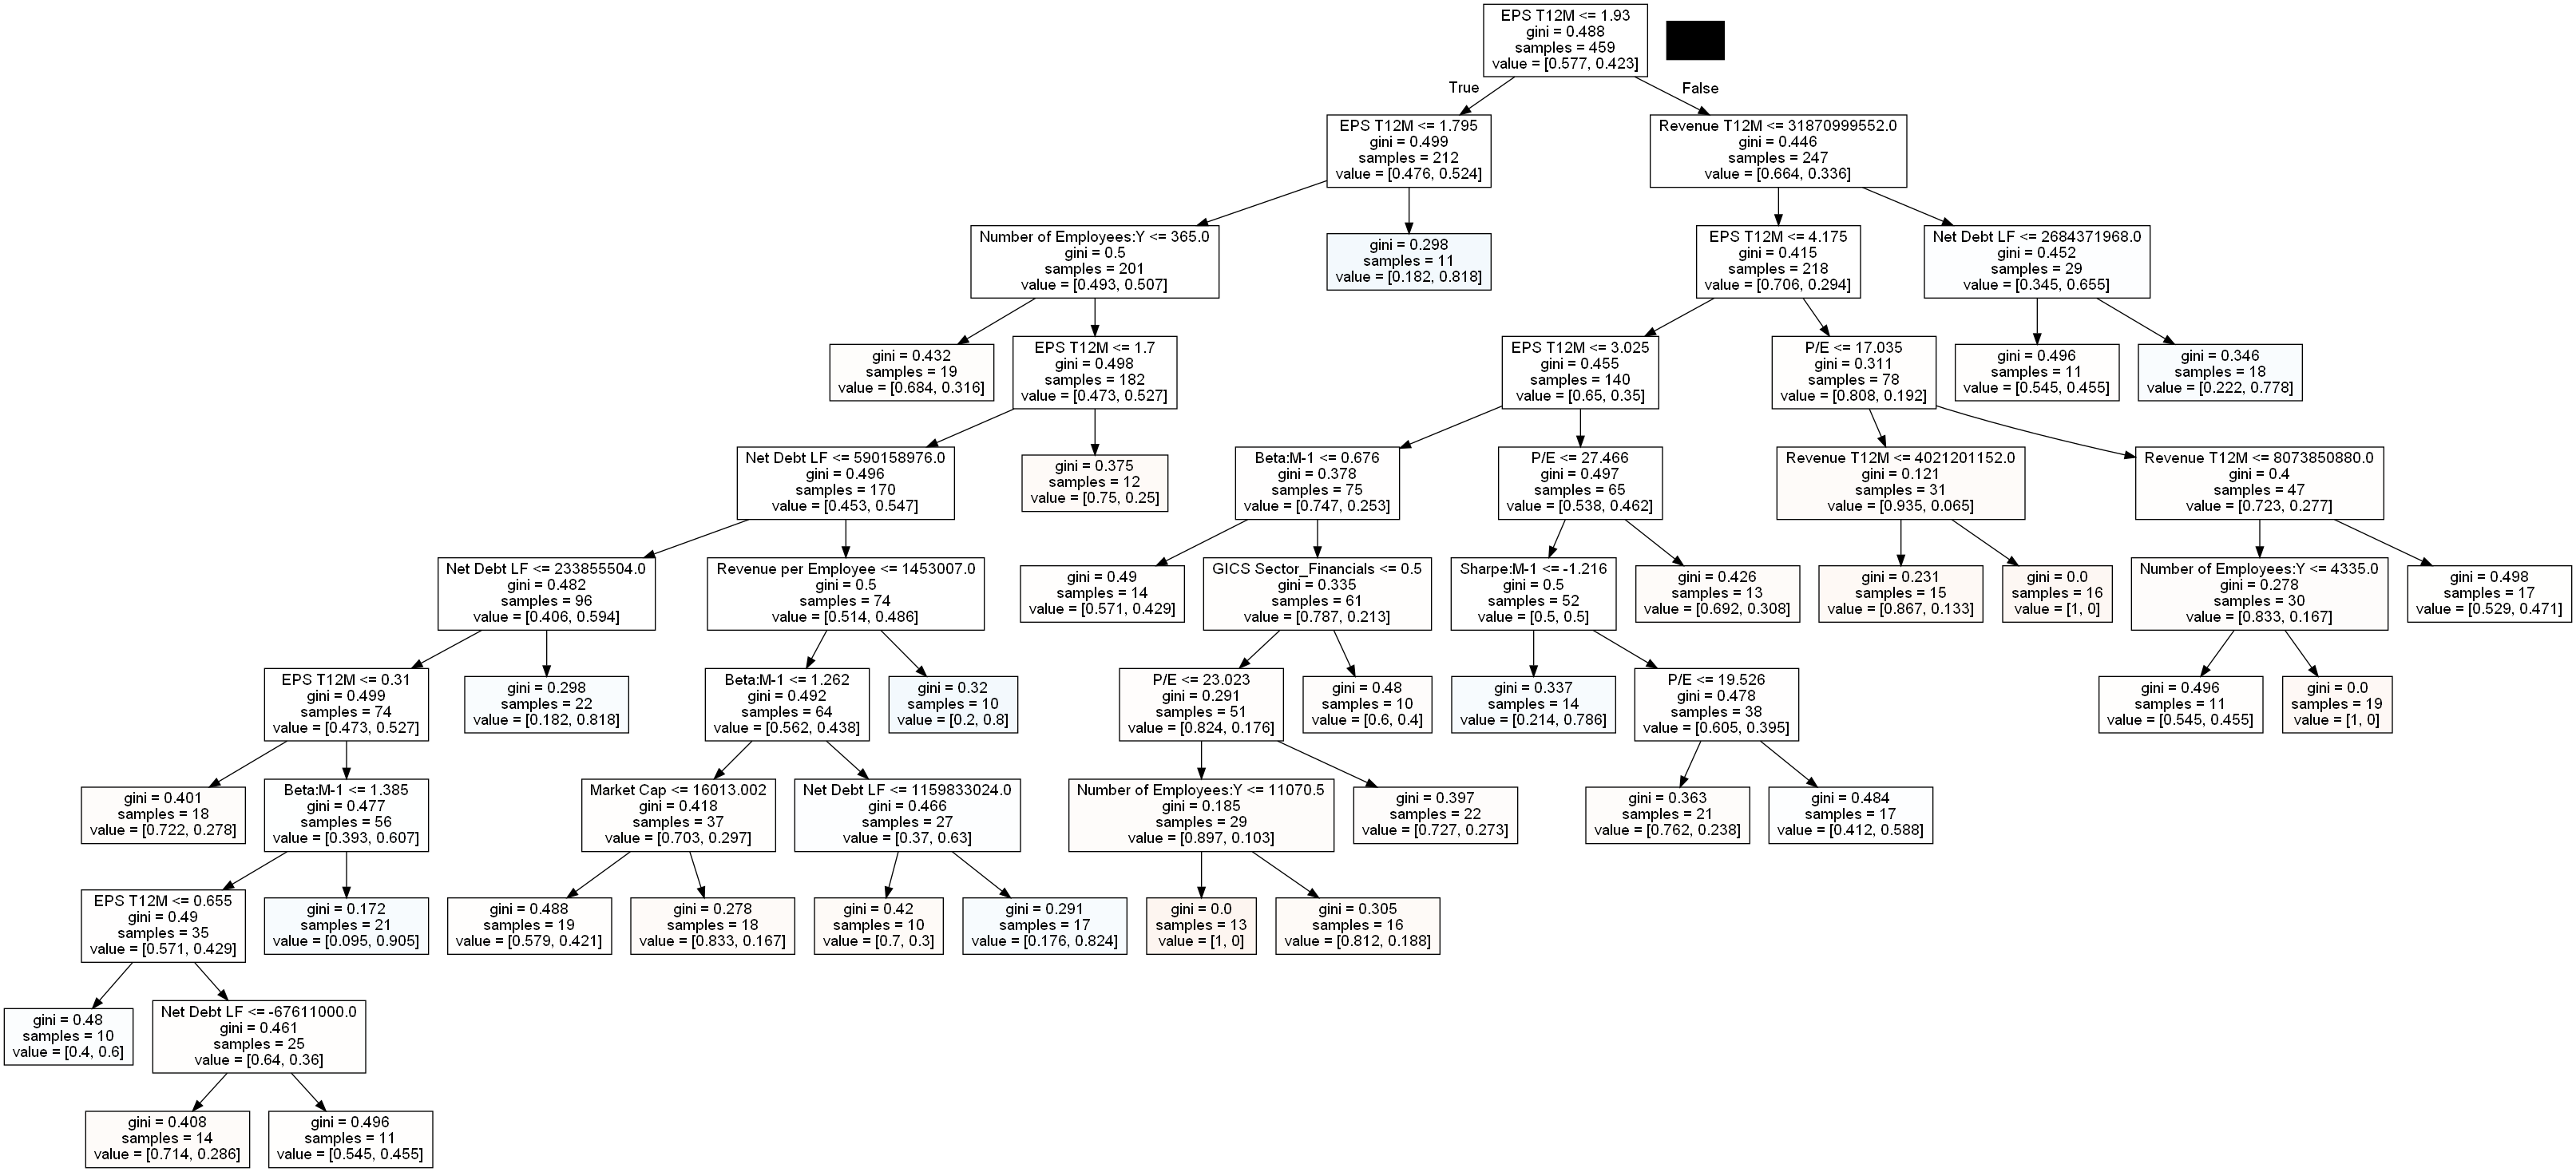 EPS T12M <= 1.93
gini = 0.488
samples = 459
value = [0.577, 0.423]
True
False
EPS T12M <= 1.795
gini = 0.499
samples = 212
value = [0.476, 0.524]
Revenue T12M <= 31870999552.0
gini = 0.446
samples = 247
value = [0.664, 0.336]
Number of Employees:Y <= 365.0
gini = 0.5
samples = 201
value = [0.493, 0.507]
gini = 0.298
samples = 11
value = [0.182, 0.818]
EPS T12M <= 4.175
gini = 0.415
samples = 218
value = [0.706, 0.294]
Net Debt LF <= 2684371968.0
gini = 0.452
samples = 29
value = [0.345, 0.655]
gini = 0.432
samples = 19
value = [0.684, 0.316]
EPS T12M <= 1.7
gini = 0.498
samples = 182
value = [0.473, 0.527]
EPS T12M <= 3.025
gini = 0.455
samples = 140
value = [0.65, 0.35]
P/E <= 17.035
gini = 0.311
samples = 78
value = [0.808, 0.192]
gini = 0.496
samples = 11
value = [0.545, 0.455]
gini = 0.346
samples = 18
value = [0.222, 0.778]
Net Debt LF <= 590158976.0
gini = 0.496
samples = 170
value = [0.453, 0.547]
gini = 0.375
samples = 12
value = [0.75, 0.25]
Beta:M-1 <= 0.676
gini = 0.378
samples = 75
value = [0.747, 0.253]
P/E <= 27.466
gini = 0.497
samples = 65
value = [0.538, 0.462]
Revenue T12M <= 4021201152.0
gini = 0.121
samples = 31
value = [0.935, 0.065]
Revenue T12M <= 8073850880.0
gini = 0.4
samples = 47
value = [0.723, 0.277]
Net Debt LF <= 233855504.0
gini = 0.482
samples = 96
value = [0.406, 0.594]
Revenue per Employee <= 1453007.0
gini = 0.5
samples = 74
value = [0.514, 0.486]
gini = 0.49
samples = 14
value = [0.571, 0.429]
GICS Sector_Financials <= 0.5
gini = 0.335
samples = 61
value = [0.787, 0.213]
Sharpe:M-1 <= -1.216
gini = 0.5
samples = 52
value = [0.5, 0.5]
gini = 0.426
samples = 13
value = [0.692, 0.308]
gini = 0.231
samples = 15
value = [0.867, 0.133]
gini = 0.0
samples = 16
value = [1, 0]
Number of Employees:Y <= 4335.0
gini = 0.278
samples = 30
value = [0.833, 0.167]
gini = 0.498
samples = 17
value = [0.529, 0.471]
EPS T12M <= 0.31
gini = 0.499
samples = 74
value = [0.473, 0.527]
gini = 0.298
samples = 22
value = [0.182, 0.818]
Beta:M-1 <= 1.262
gini = 0.492
samples = 64
value = [0.562, 0.438]
gini = 0.32
samples = 10
value = [0.2, 0.8]
P/E <= 23.023
gini = 0.291
samples = 51
value = [0.824, 0.176]
gini = 0.48
samples = 10
value = [0.6, 0.4]
gini = 0.337
samples = 14
value = [0.214, 0.786]
P/E <= 19.526
gini = 0.478
samples = 38
value = [0.605, 0.395]
gini = 0.496
samples = 11
value = [0.545, 0.455]
gini = 0.0
samples = 19
value = [1, 0]
gini = 0.401
samples = 18
value = [0.722, 0.278]
Beta:M-1 <= 1.385
gini = 0.477
samples = 56
value = [0.393, 0.607]
Market Cap <= 16013.002
gini = 0.418
samples = 37
value = [0.703, 0.297]
Net Debt LF <= 1159833024.0
gini = 0.466
samples = 27
value = [0.37, 0.63]
Number of Employees:Y <= 11070.5
gini = 0.185
samples = 29
value = [0.897, 0.103]
gini = 0.397
samples = 22
value = [0.727, 0.273]
gini = 0.363
samples = 21
value = [0.762, 0.238]
gini = 0.484
samples = 17
value = [0.412, 0.588]
EPS T12M <= 0.655
gini = 0.49
samples = 35
value = [0.571, 0.429]
gini = 0.172
samples = 21
value = [0.095, 0.905]
gini = 0.488
samples = 19
value = [0.579, 0.421]
gini = 0.278
samples = 18
value = [0.833, 0.167]
gini = 0.42
samples = 10
value = [0.7, 0.3]
gini = 0.291
samples = 17
value = [0.176, 0.824]
gini = 0.0
samples = 13
value = [1, 0]
gini = 0.305
samples = 16
value = [0.812, 0.188]
gini = 0.48
samples = 10
value = [0.4, 0.6]
Net Debt LF <= -67611000.0
gini = 0.461
samples = 25
value = [0.64, 0.36]
gini = 0.408
samples = 14
value = [0.714, 0.286]
gini = 0.496
samples = 11
value = [0.545, 0.455]